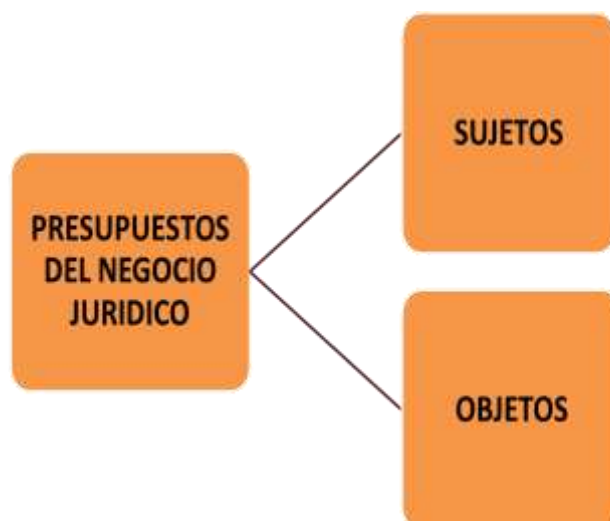 PRESUPUESTOS
DEL NEGOCIO
JURIDICO
SUJETOS
OBJETOS